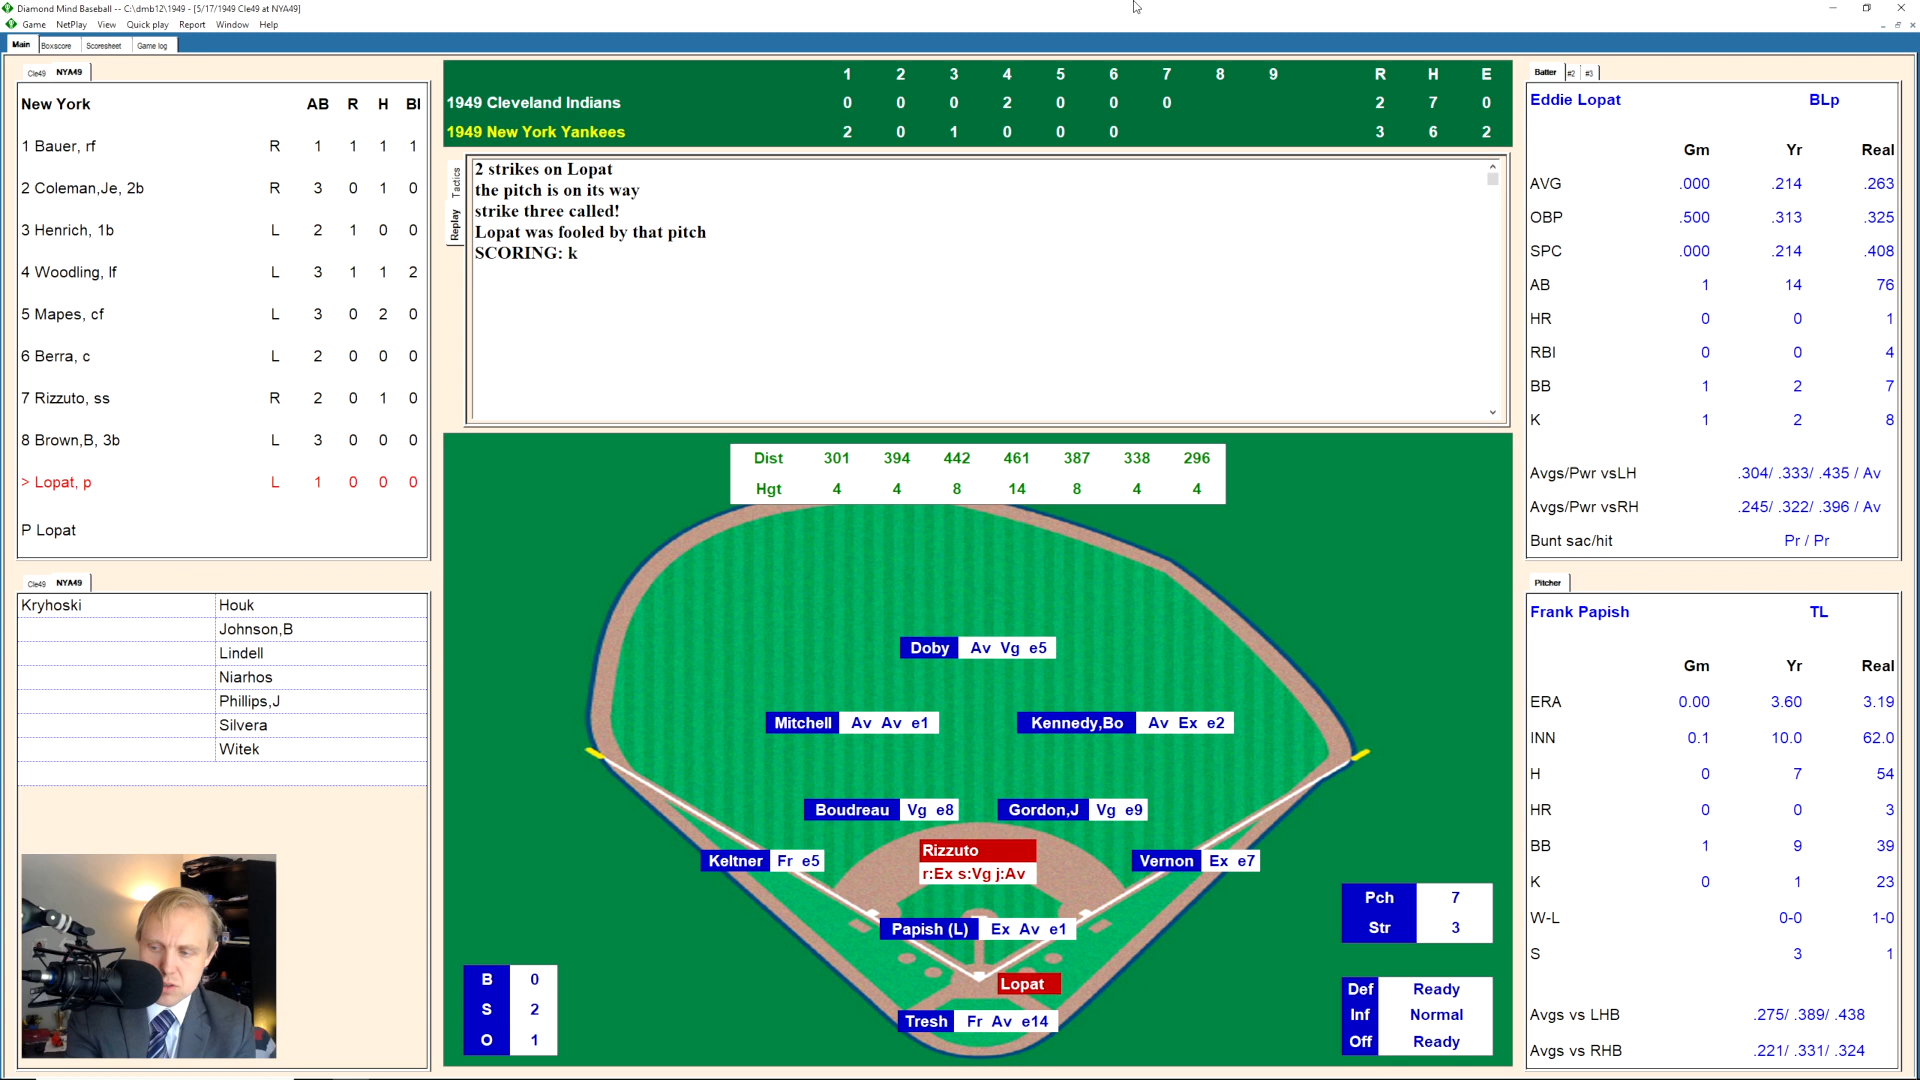 Diamond Mind Baseball -- C:\dmb12\1949 - [5/17/1949 Cle49 at NYA49]
Game NetPlay View Quick play Report Window Help
Main Boxscore Scoresheet Game log
Cle49 NYA49
New York AB R H BI
1 Bauer, rf R 1 1 1 1
2 Coleman,Je, 2b R 3 0 1 0
3 Henrich, 1b L 2 1 0 0
4 Woodling, lf L 3 1 1 2
5 Mapes, cf L 3 0 2 0
6 Berra, c L 2 0 0 0
7 Rizzuto, ss R 2 0 1 0
8 Brown,B, 3b L 3 0 0 0
> Lopat, p L 1 0 0 0
P Lopat
Cle49 NYA49
Kryhoski Houk
Johnson,B
Lindell
Niarhos
Phillips,J
Silvera
Witek
1 2 3 4 5 6 7 8 9 R H E
1949 Cleveland Indians 0 0 0 2 0 0 0 2 7 0
1949 New York Yankees 2 0 1 0 0 0 3 6 2
Tactics
Replay
2 strikes on Lopat
the pitch is on its way
strike three called!
Lopat was fooled by that pitch
SCORING: k
Dist 301 394 442 461 387 338 296
Hgt 4 4 8 14 8 4 4
Doby Av Vg e5
Mitchell Av Av e1
Kennedy,Bo Av Ex e2
Boudreau Vg e8
Gordon,J Vg e9
Rizzuto
r:Ex s:Vg j:Av
Keltner Fr e5
Vernon Ex e7
Papish (L) Ex Av e1
Lopat
Tresh Fr Av e14
B 0
S 2
O 1
Pch 7
Str 3
Def Ready
Inf Normal
Off Ready
Batter #2 #3
Eddie Lopat BLp
Gm Yr Real
AVG .000 .214 .263
OBP .500 .313 .325
SPC .000 .214 .408
AB 1 14 76
HR 0 0 1
RBI 0 0 4
BB 1 2 7
K 1 2 8
Avgs/Pwr vsLH .304/ .333/ .435 / Av
Avgs/Pwr vsRH .245/ .322/ .396 / Av
Bunt sac/hit Pr / Pr
Pitcher
Frank Papish TL
Gm Yr Real
ERA 0.00 3.60 3.19
INN 0.1 10.0 62.0
H 0 7 54
HR 0 0 3
BB 1 9 39
K 0 1 23
W-L 0-0 1-0
S 3 1
Avgs vs LHB .275/ .389/ .438
Avgs vs RHB .221/ .331/ .324